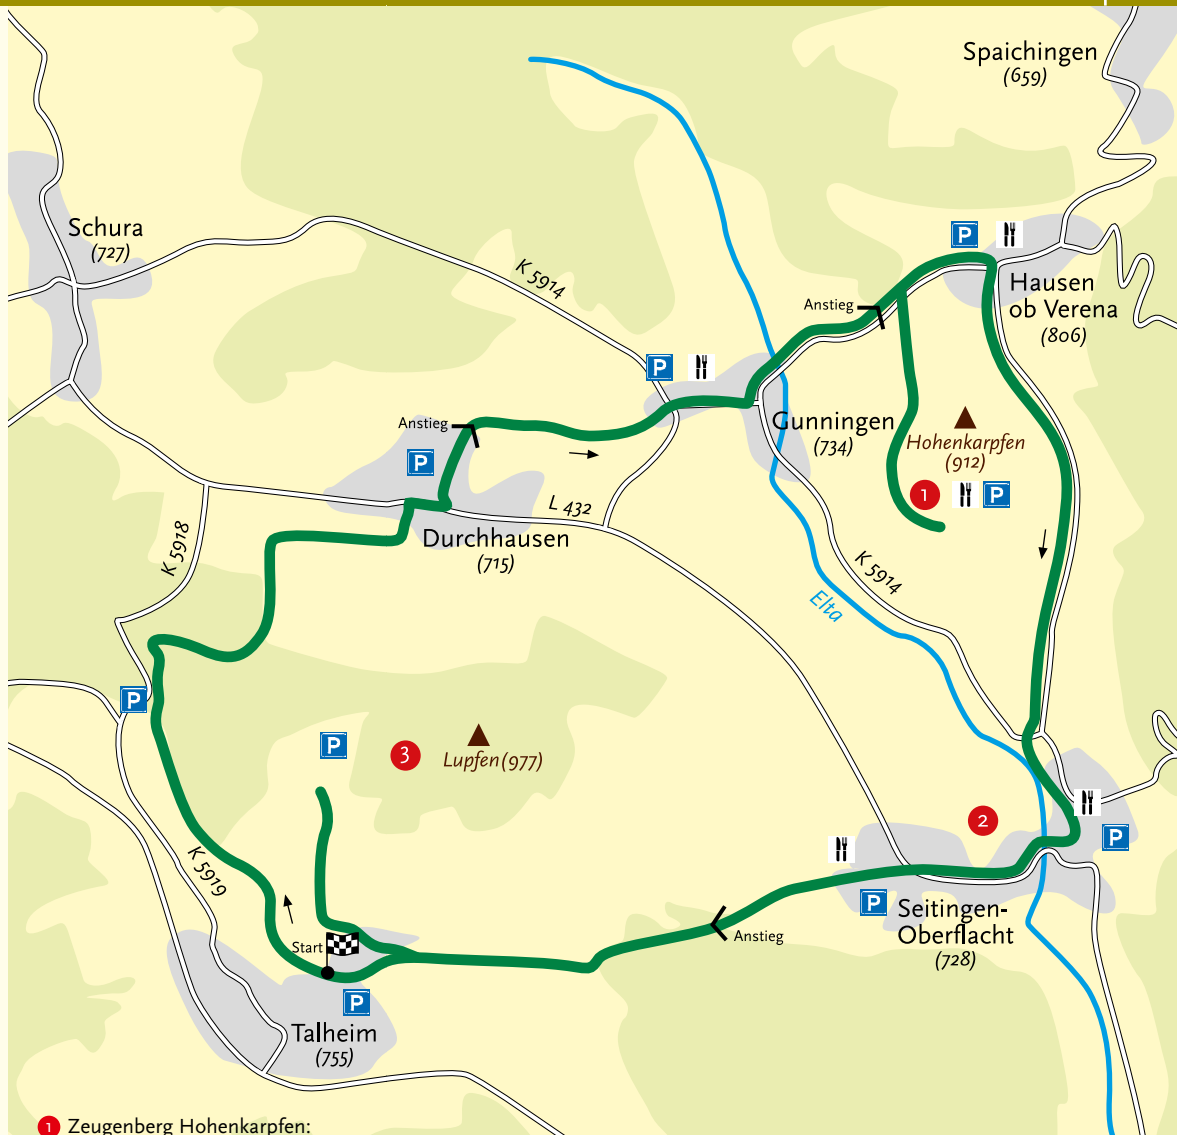 Spaichingen
(659)
Schura
(727)
K 5914
P
Hausen
ob Verena
(806)
Anstieg
P
Gunningen
(734)
Anstieg
P
Hohenkarpfen
(912)
1
P
L 432
Durchhausen
(715)
K 5918
K 5914
Elta
P
P
3
Lupfen (977)
2
P
K 5919
P
Seitingen-
Oberflacht
(728)
Anstieg
Start
P
Talheim
(755)
1 Zeugenberg Hohenkarpfen: